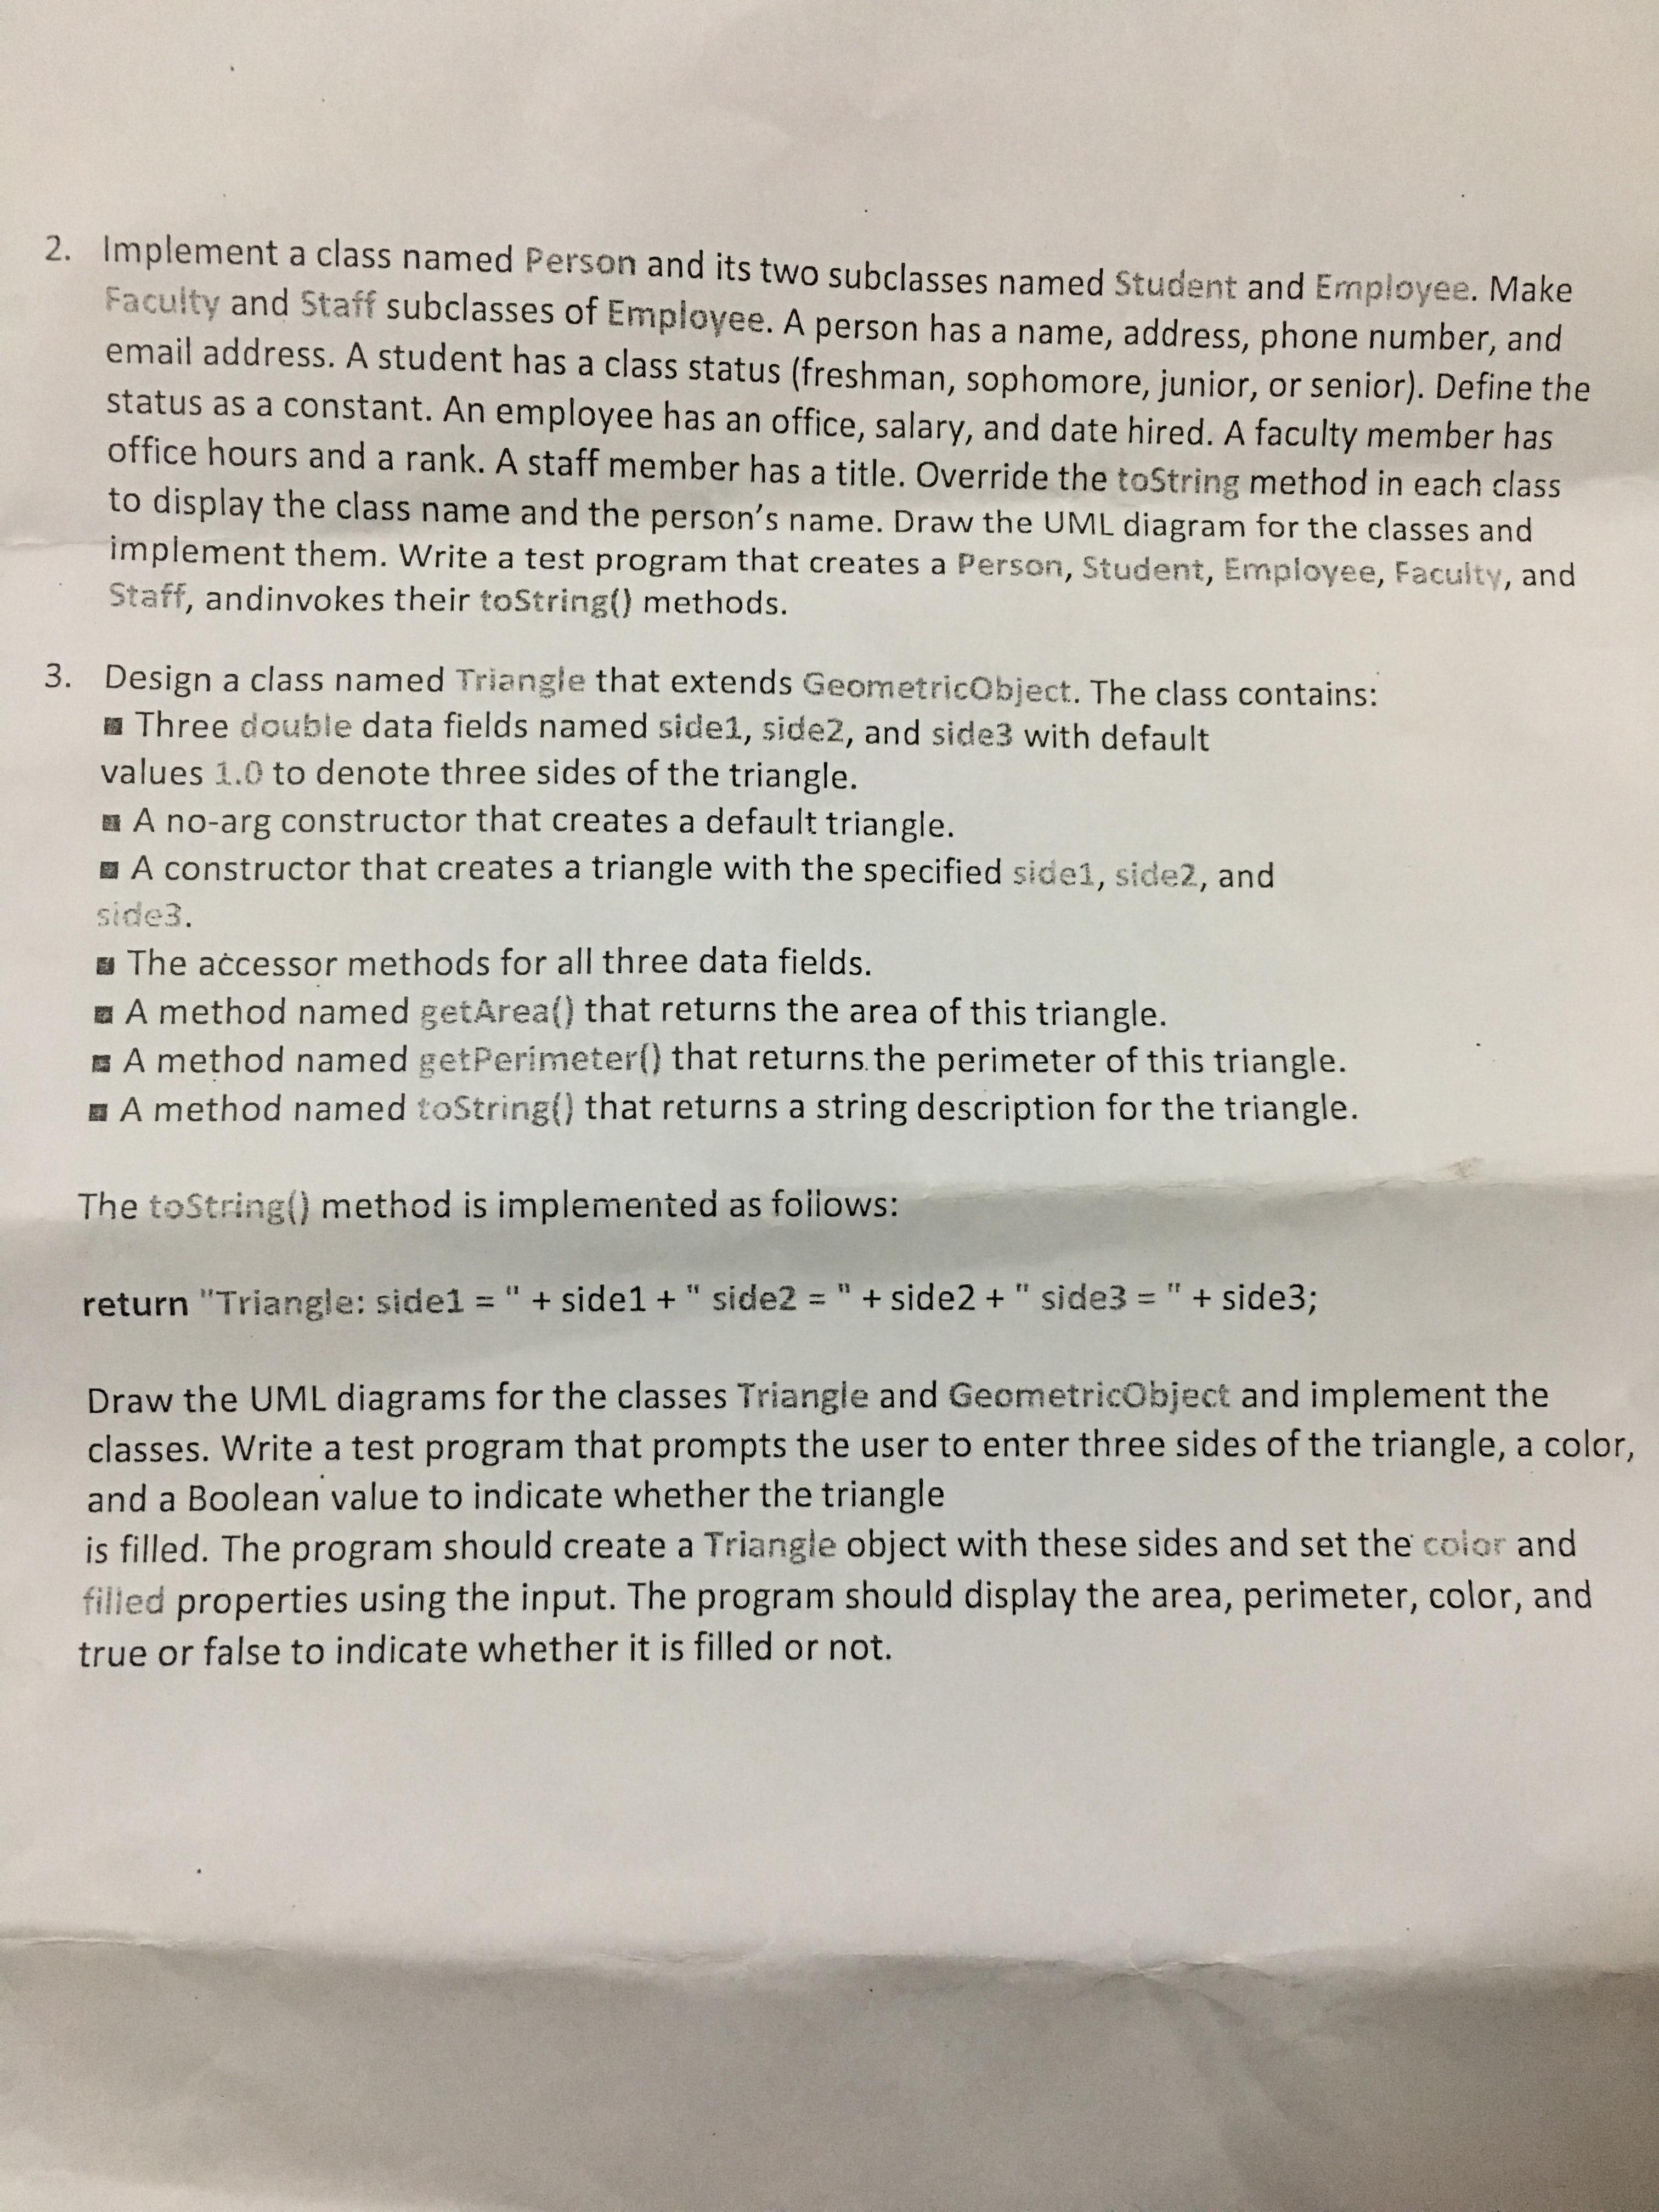 2. Implement a class named Person and its two subclasses named Student and Employee. Make
Faculty and Staff subclasses of Employee. A person has a name, address, phone number, and
email address. A student has a class status (freshman, sophomore, junior, or senior). Define the
status as a constant. An employee has an office, salary, and date hired. A faculty member has
office hours and a rank. A staff member has a title. Override the toString method in each class
to display the class name and the person's name. Draw the UML diagram for the classes and
implement them. Write a test program that creates a Person, Student, Employee, Faculty, and
Staff, andinvokes their toString() methods.
3. Design a class named Triangle that extends GeometricObject. The class contains:
■ Three double data fields named side1, side2, and side3 with default
values 1.0 to denote three sides of the triangle.
■ A no-arg constructor that creates a default triangle.
■ A constructor that creates a triangle with the specified side1, side2, and
side3.
■ The accessor methods for all three data fields.
■ A method named getArea() that returns the area of this triangle.
■ A method named getPerimeter() that returns the perimeter of this triangle.
■ A method named toString() that returns a string description for the triangle.
The toString() method is implemented as follows:
return "Triangle: side1 = " + side1 + " side2 = " + side2 + " side3 = " + side3;
Draw the UML diagrams for the classes Triangle and GeometricObject and implement the
classes. Write a test program that prompts the user to enter three sides of the triangle, a color,
and a Boolean value to indicate whether the triangle
is filled. The program should create a Triangle object with these sides and set the color and
filled properties using the input. The program should display the area, perimeter, color, and
true or false to indicate whether it is filled or not.